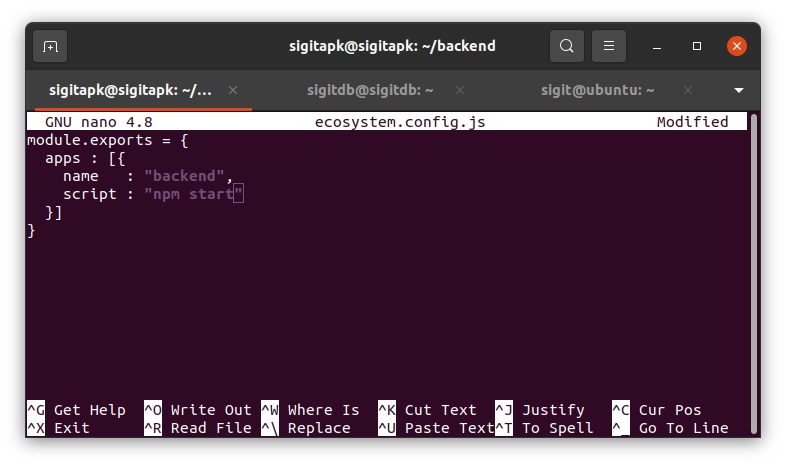 sigitapk@sigitapk: ~/backend
sigitapk@sigitapk: ~/... sigitdb@sigitdb: ~ sigit@ubuntu: ~
GNU nano 4.8 ecosystem.config.js Modified
module.exports = {
  apps : [{
    name   : "backend",
    script : "npm start"
  }]
}
^G Get Help ^O Write Out ^W Where Is ^K Cut Text ^J Justify ^C Cur Pos
^X Exit ^R Read File ^\ Replace ^U Paste Text ^T To Spell ^_ Go To Line